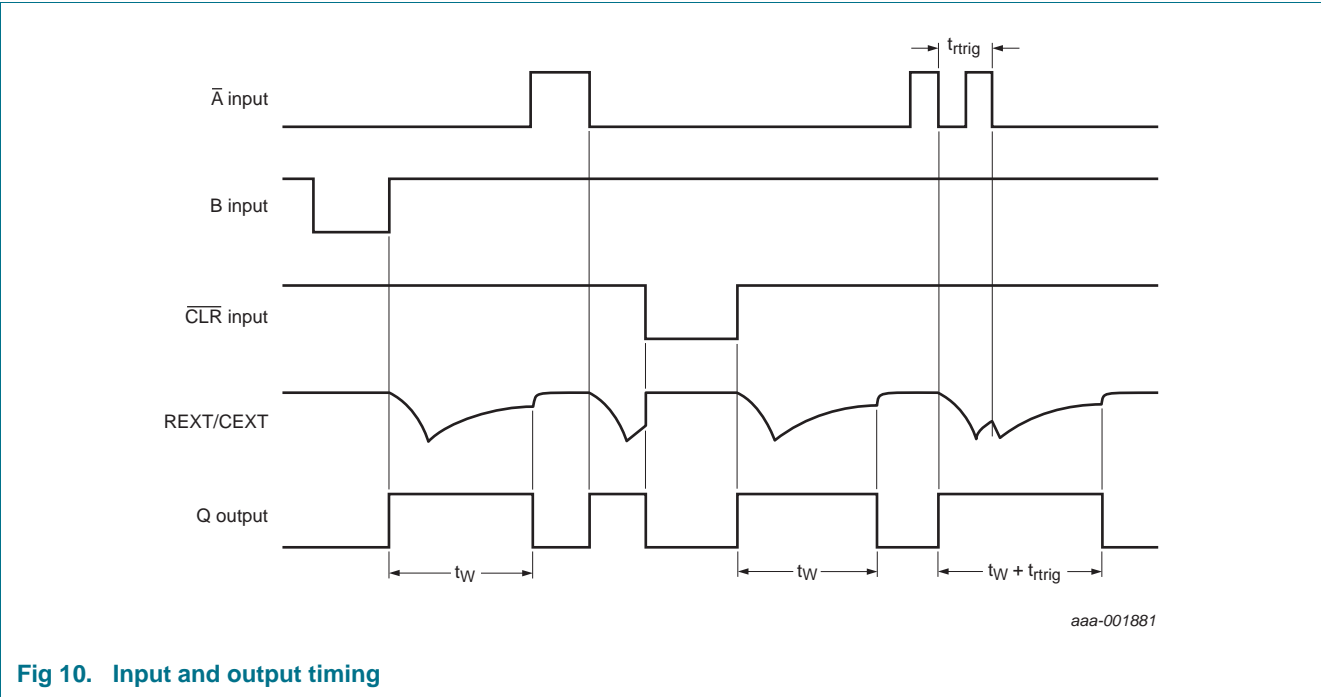 trtrig
A̅ input
B input
C̅L̅R̅ input
REXT/CEXT
Q output
tW
tW
tW + trtrig
aaa-001881
Fig 10. Input and output timing